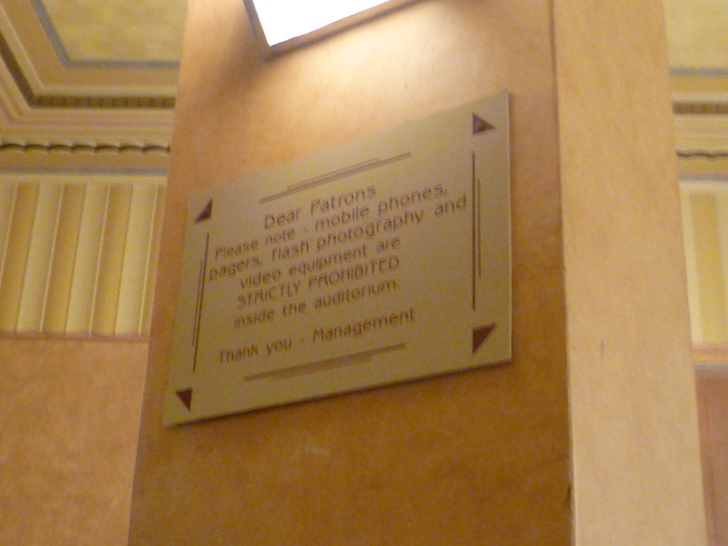 Dear Patrons
Please note - mobile phones,
pagers, flash photography and
video equipment are
STRICTLY PROHIBITED
inside the auditorium.
Thank you - Management